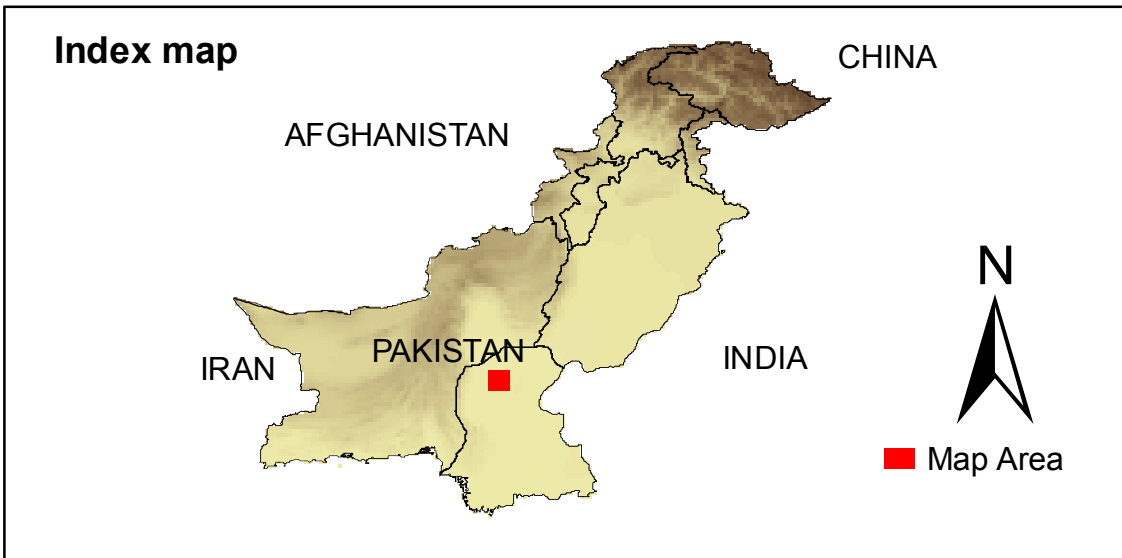 Index map
CHINA
AFGHANISTAN
N
PAKISTAN
IRAN
INDIA
Map Area